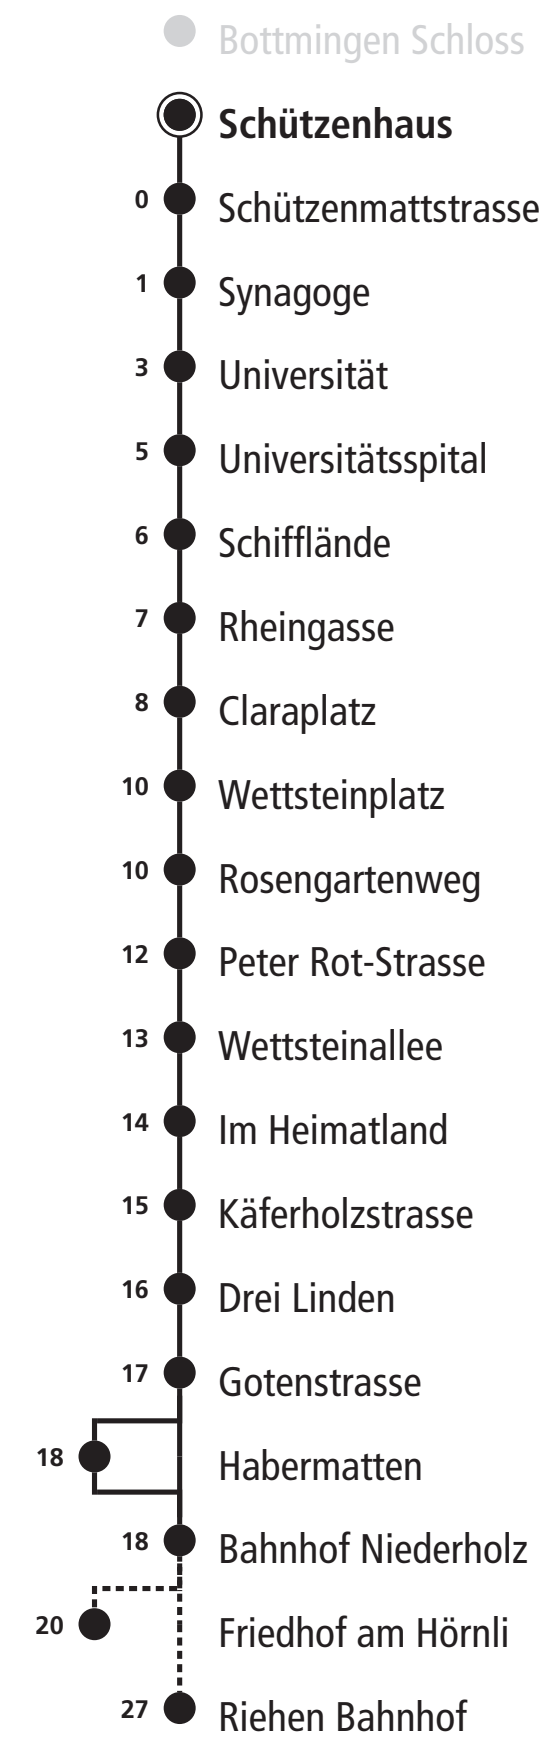 Bottmingen Schloss
Schützenhaus
0 Schützenmattstrasse
1 Synagoge
3 Universität
5 Universitätsspital
6 Schifflände
7 Rheingasse
8 Claraplatz
10 Wettsteinplatz
10 Rosengartenweg
12 Peter Rot-Strasse
13 Wettsteinallee
14 Im Heimatland
15 Käferholzstrasse
16 Drei Linden
17 Gotenstrasse
18 Habermatten
18 Bahnhof Niederholz
20 Friedhof am Hörnli
27 Riehen Bahnhof